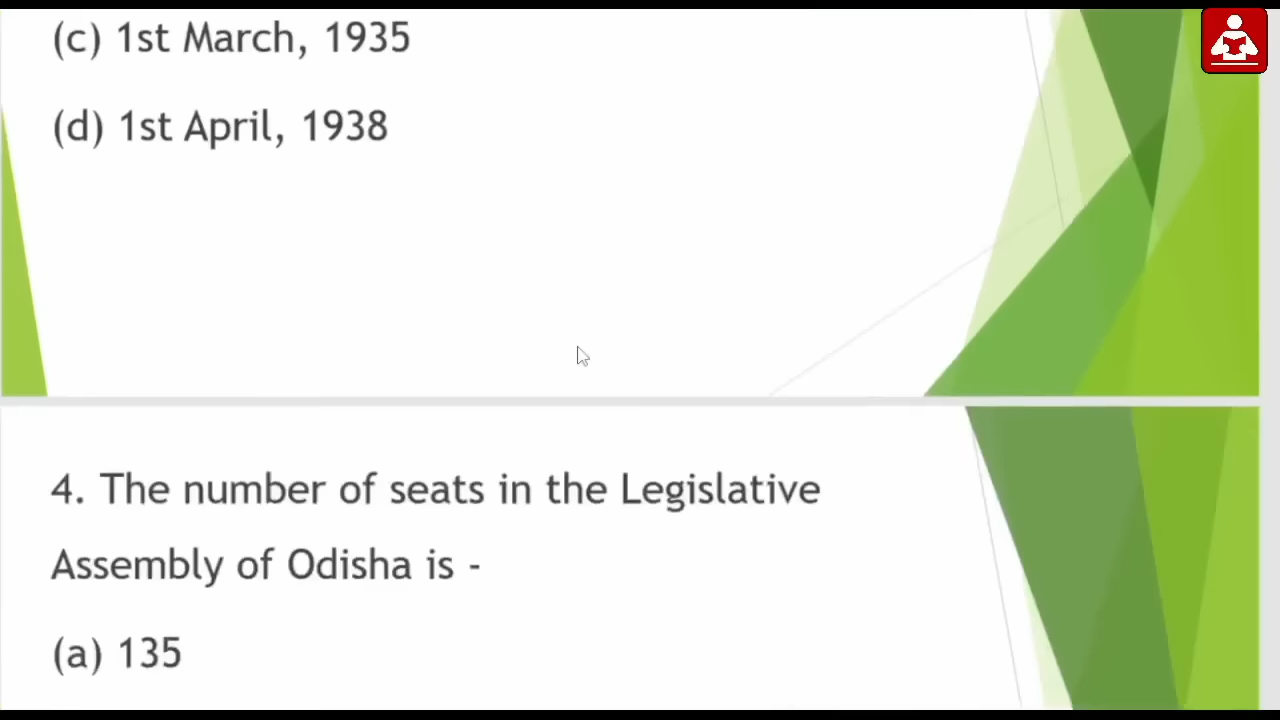 (c) 1st March, 1935
(d) 1st April, 1938
4. The number of seats in the Legislative
Assembly of Odisha is -
(a) 135